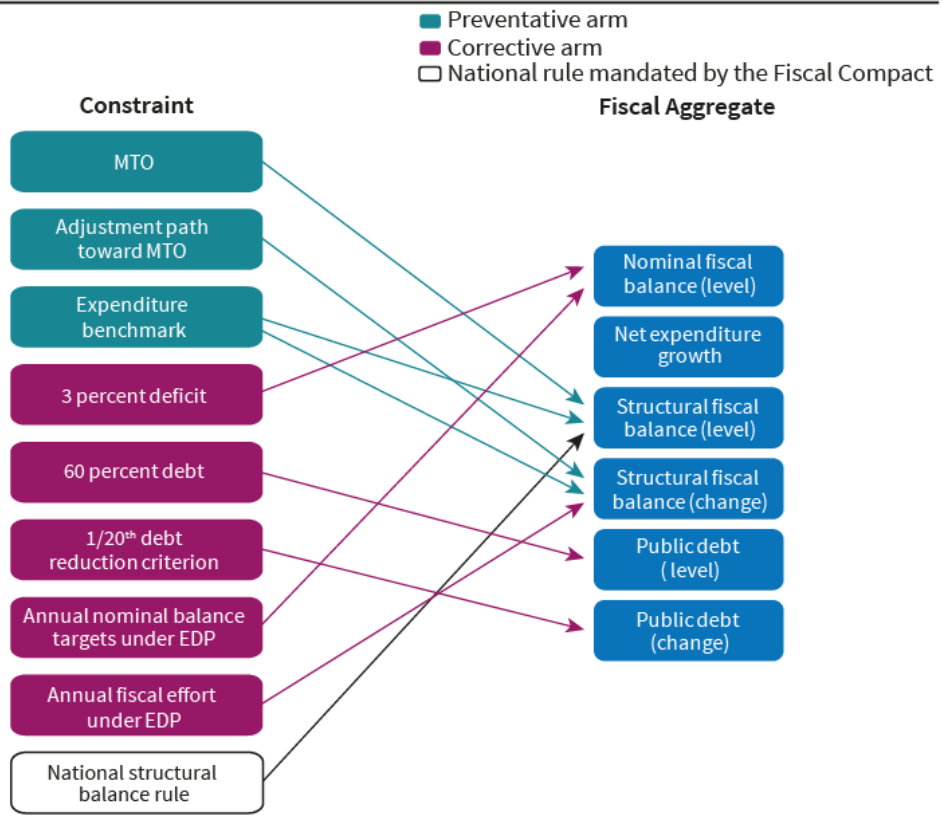 Preventative arm
Corrective arm
National rule mandated by the Fiscal Compact
Constraint
Fiscal Aggregate
MTO
Adjustment path
toward MTO
Expenditure
benchmark
3 percent deficit
60 percent debt
1/20th debt
reduction criterion
Annual nominal balance
targets under EDP
Annual fiscal effort
under EDP
National structural
balance rule
Nominal fiscal
balance (level)
Net expenditure
growth
Structural fiscal
balance (level)
Structural fiscal
balance (change)
Public debt
( level)
Public debt
(change)